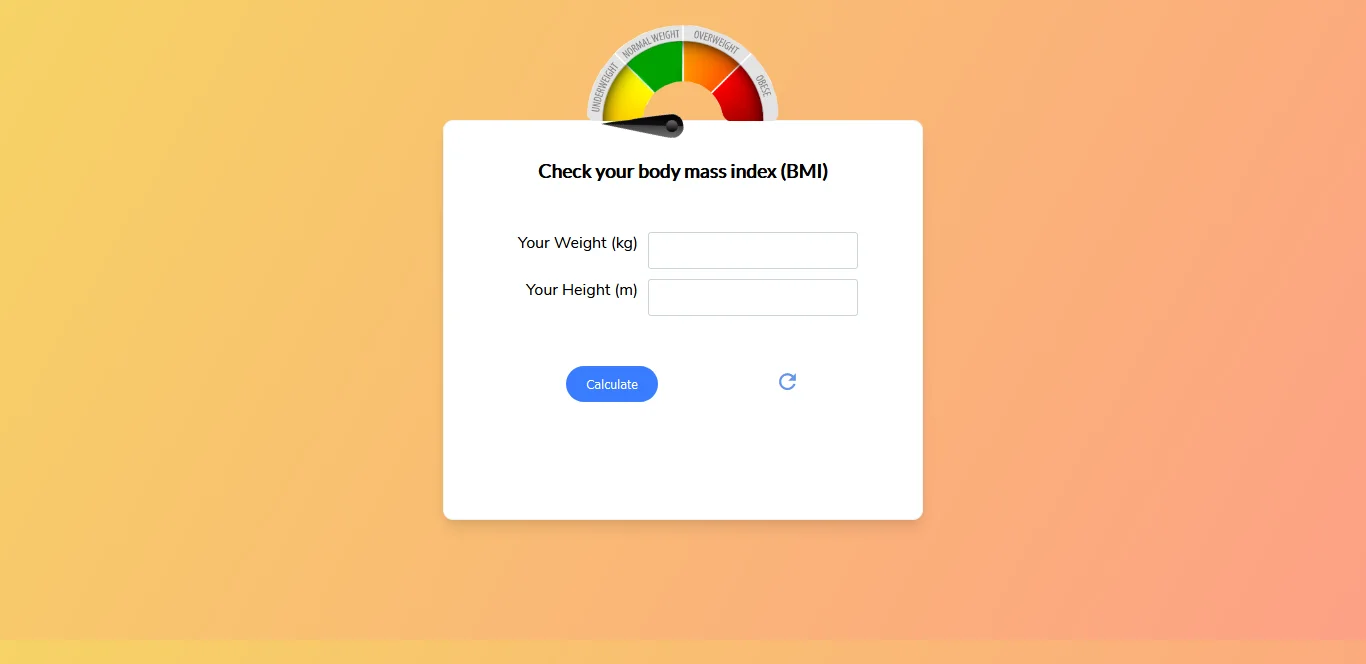 UNDERWEIGHT
NORMAL WEIGHT
OVERWEIGHT
OBESE
Check your body mass index (BMI)
Your Weight (kg)
Your Height (m)
Calculate